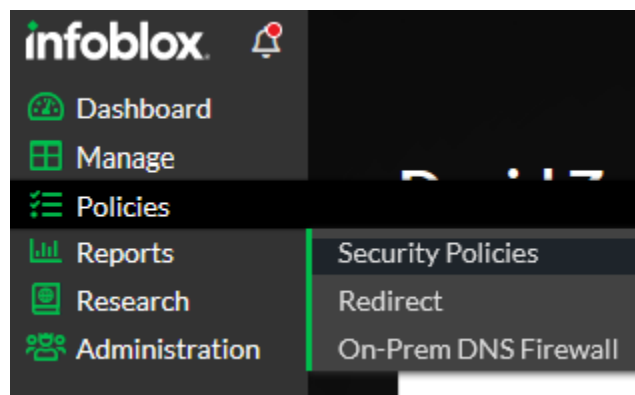 infoblox
Dashboard
Manage
Policies
Reports
Security Policies
Research
Redirect
Administration
On-Prem DNS Firewall